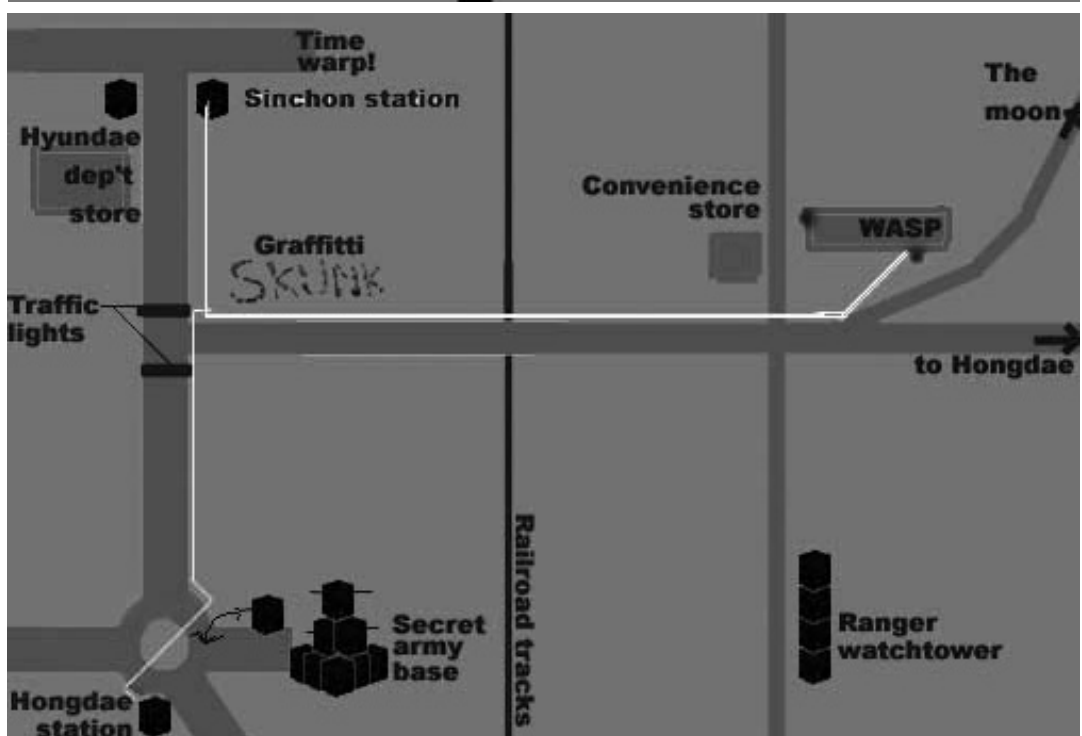 Time
warp!
Sinchon station
The
moon
Hyundae
dep't
store
Convenience
store
WASP
Graffitti
SKUNK
Traffic
lights
to Hongdae
Railroad tracks
Secret
army
base
Ranger
watchtower
Hongdae
station